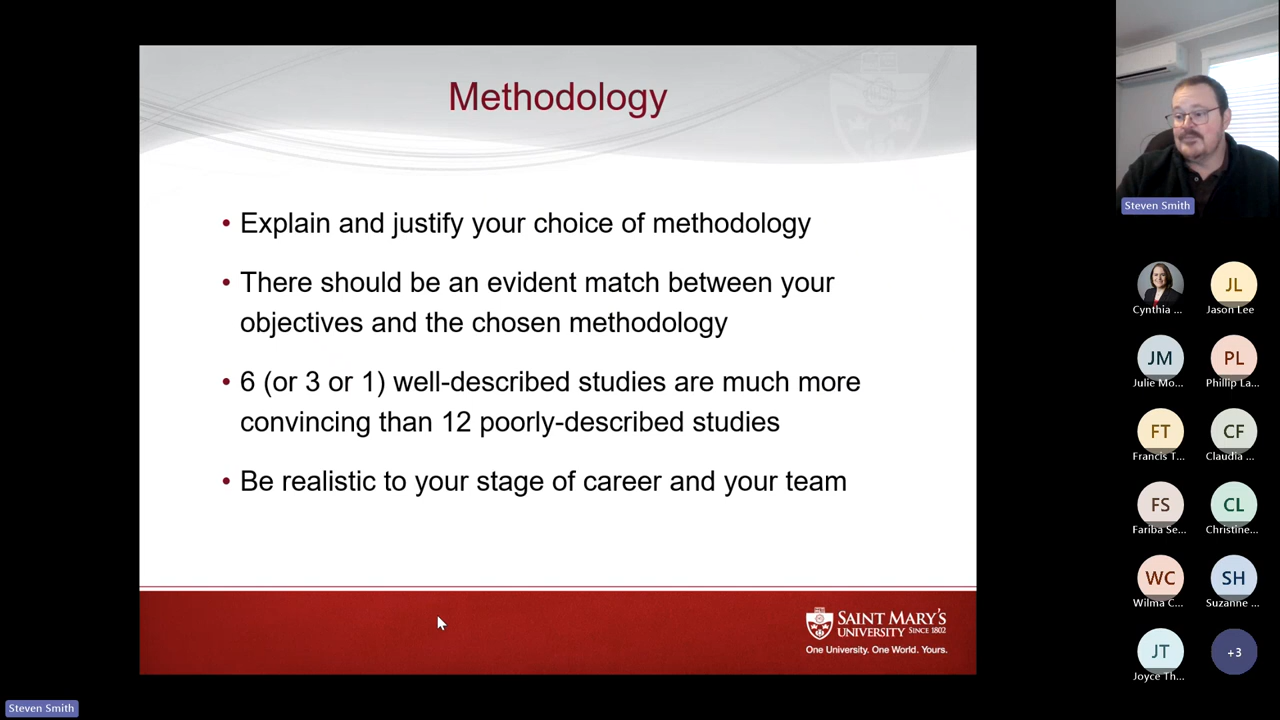 Methodology
• Explain and justify your choice of methodology
• There should be an evident match between your
objectives and the chosen methodology
• 6 (or 3 or 1) well-described studies are much more
convincing than 12 poorly-described studies
• Be realistic to your stage of career and your team
SAINT MARY'S
UNIVERSITY SINCE 1802
One University. One World. Yours.
Steven Smith
Cynthia ...
JL
Jason Lee
JM
Julie Mo...
PL
Phillip La...
FT
Francis T...
CF
Claudia ...
FS
Fariba Se...
CL
Christine...
WC
Wilma C...
SH
Suzanne ...
JT
Joyce Th...
+3
Steven Smith